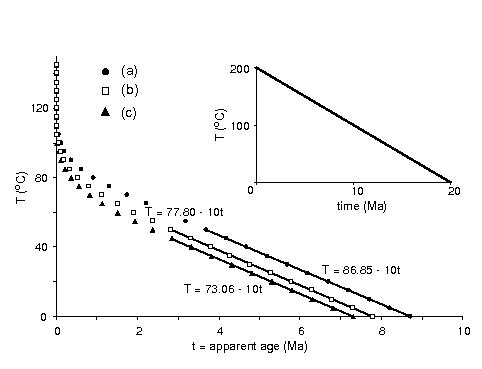 (a)
(b)
(c)
T (°C)
120
80
40
0
0
2
4
6
8
10
t = apparent age (Ma)
T = 77.80 - 10t
T = 86.85 - 10t
T = 73.06 - 10t
T (°C)
200
100
0
10
20
time (Ma)